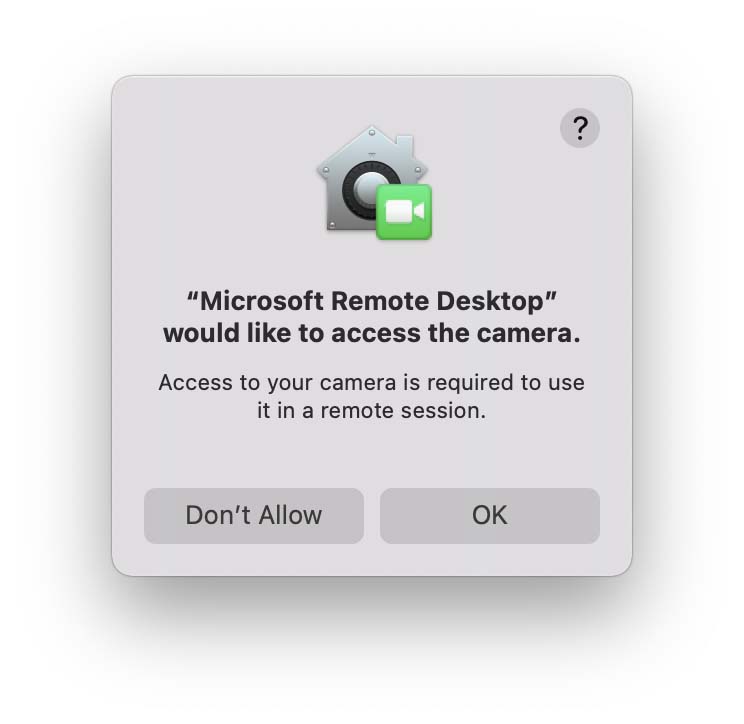 ?
“Microsoft Remote Desktop”
would like to access the camera.
Access to your camera is required to use
it in a remote session.
Don’t Allow
OK